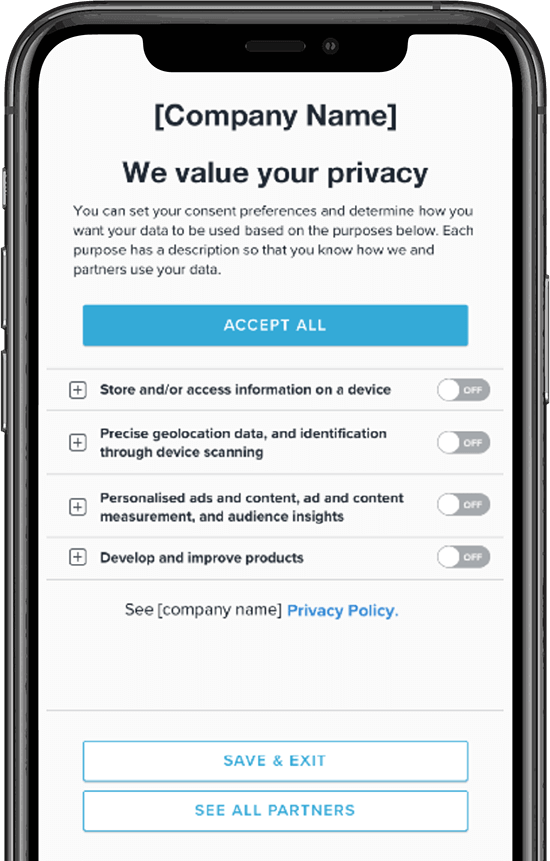 [Company Name]
We value your privacy
You can set your consent preferences and determine how you
want your data to be used based on the purposes below. Each
purpose has a description so that you know how we and
partners use your data.
ACCEPT ALL
Store and/or access information on a device
OFF
Precise geolocation data, and identification
through device scanning
OFF
Personalised ads and content, ad and content
measurement, and audience insights
OFF
Develop and improve products
OFF
See [company name] Privacy Policy.
SAVE & EXIT
SEE ALL PARTNERS